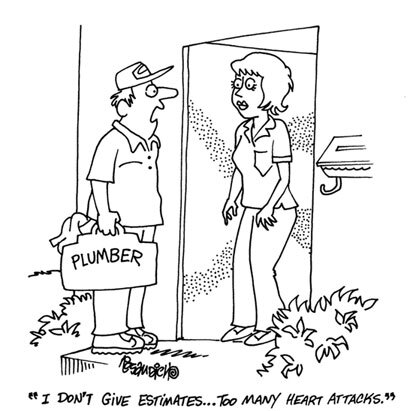 PLUMBER
"I DON'T GIVE ESTIMATES...TOO MANY HEART ATTACKS."